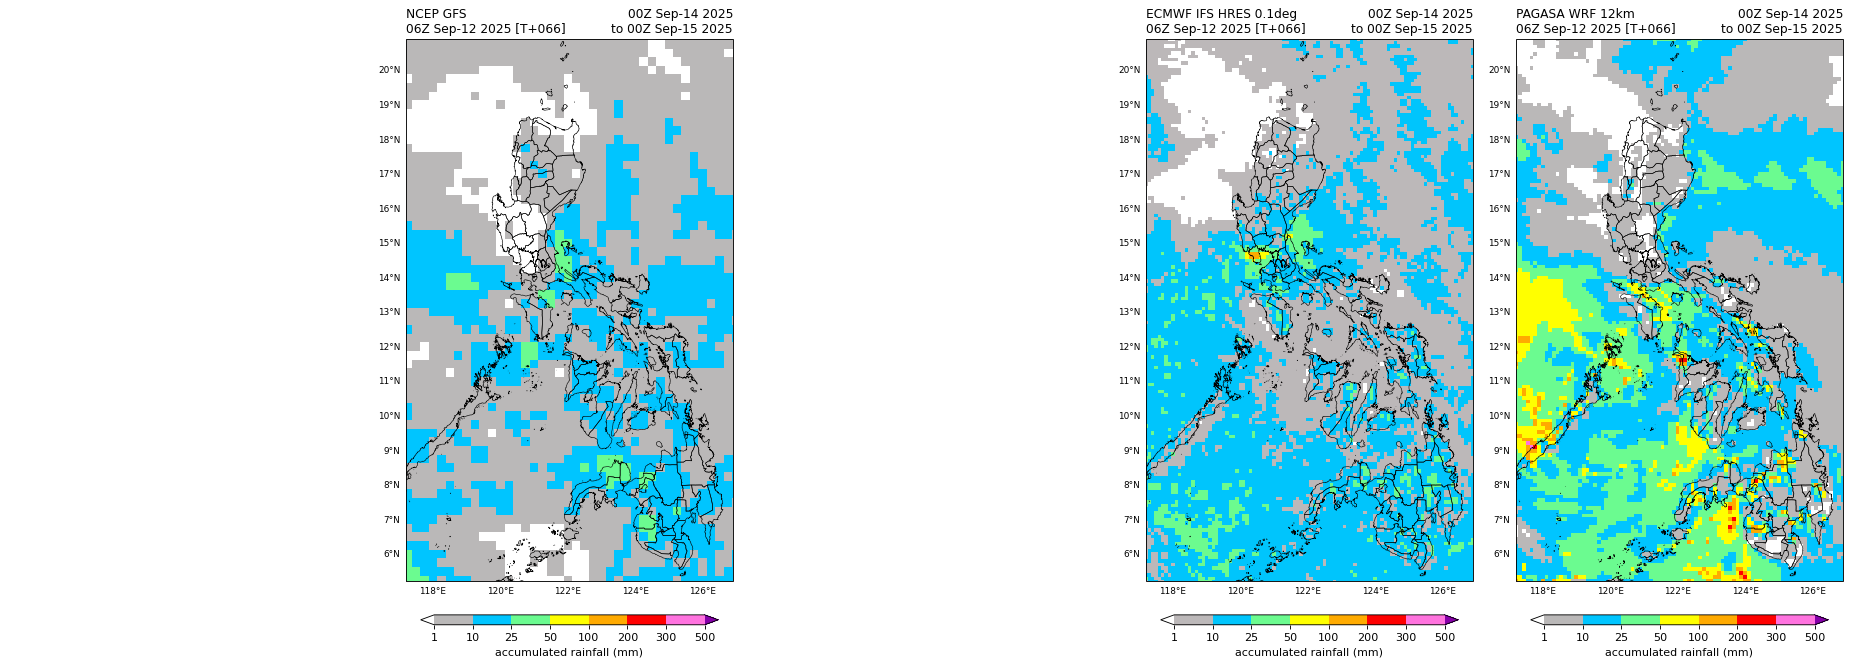 NCEP GFS 00Z Sep-14 2025
06Z Sep-12 2025 [T+066] to 00Z Sep-15 2025
20°N
19°N
18°N
17°N
16°N
15°N
14°N
13°N
12°N
11°N
10°N
9°N
8°N
7°N
6°N
118°E 120°E 122°E 124°E 126°E
1 10 25 50 100 200 300 500
accumulated rainfall (mm)
ECMWF IFS HRES 0.1deg 00Z Sep-14 2025
06Z Sep-12 2025 [T+066] to 00Z Sep-15 2025
20°N
19°N
18°N
17°N
16°N
15°N
14°N
13°N
12°N
11°N
10°N
9°N
8°N
7°N
6°N
118°E 120°E 122°E 124°E 126°E
1 10 25 50 100 200 300 500
accumulated rainfall (mm)
PAGASA WRF 12km 00Z Sep-14 2025
06Z Sep-12 2025 [T+066] to 00Z Sep-15 2025
20°N
19°N
18°N
17°N
16°N
15°N
14°N
13°N
12°N
11°N
10°N
9°N
8°N
7°N
6°N
118°E 120°E 122°E 124°E 126°E
1 10 25 50 100 200 300 500
accumulated rainfall (mm)